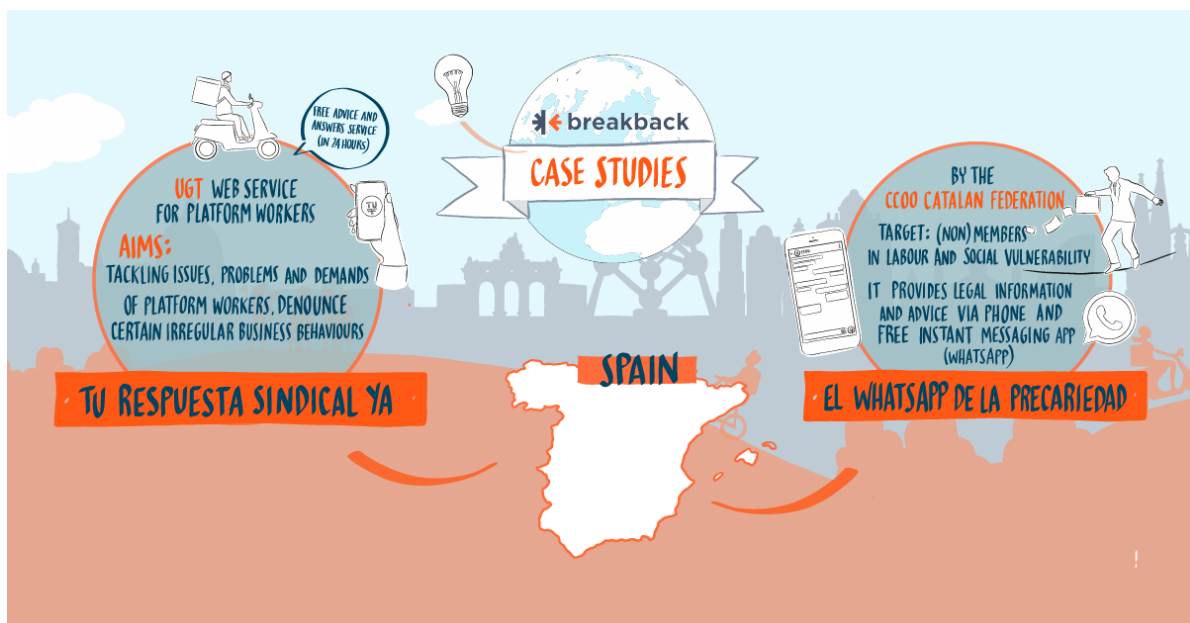 breakback
CASE STUDIES
FREE ADVICE AND
ANSWERS SERVICE
(IN 24 HOURS)
UGT WEB SERVICE
FOR PLATFORM WORKERS
TU
AIMS:
TACKLING ISSUES, PROBLEMS AND DEMANDS
OF PLATFORM WORKERS, DENOUNCE
CERTAIN IRREGULAR BUSINESS BEHAVIOURS
TU RESPUESTA SINDICAL YA
SPAIN
BY THE
CCOO CATALAN FEDERATION
TARGET: (NON) MEMBERS
IN LABOUR AND SOCIAL VULNERABILITY
IT PROVIDES LEGAL INFORMATION
AND ADVICE VIA PHONE AND
FREE INSTANT MESSAGING APP
(WHATSAPP)
EL WHATSAPP DE LA PRECARIEDAD
!